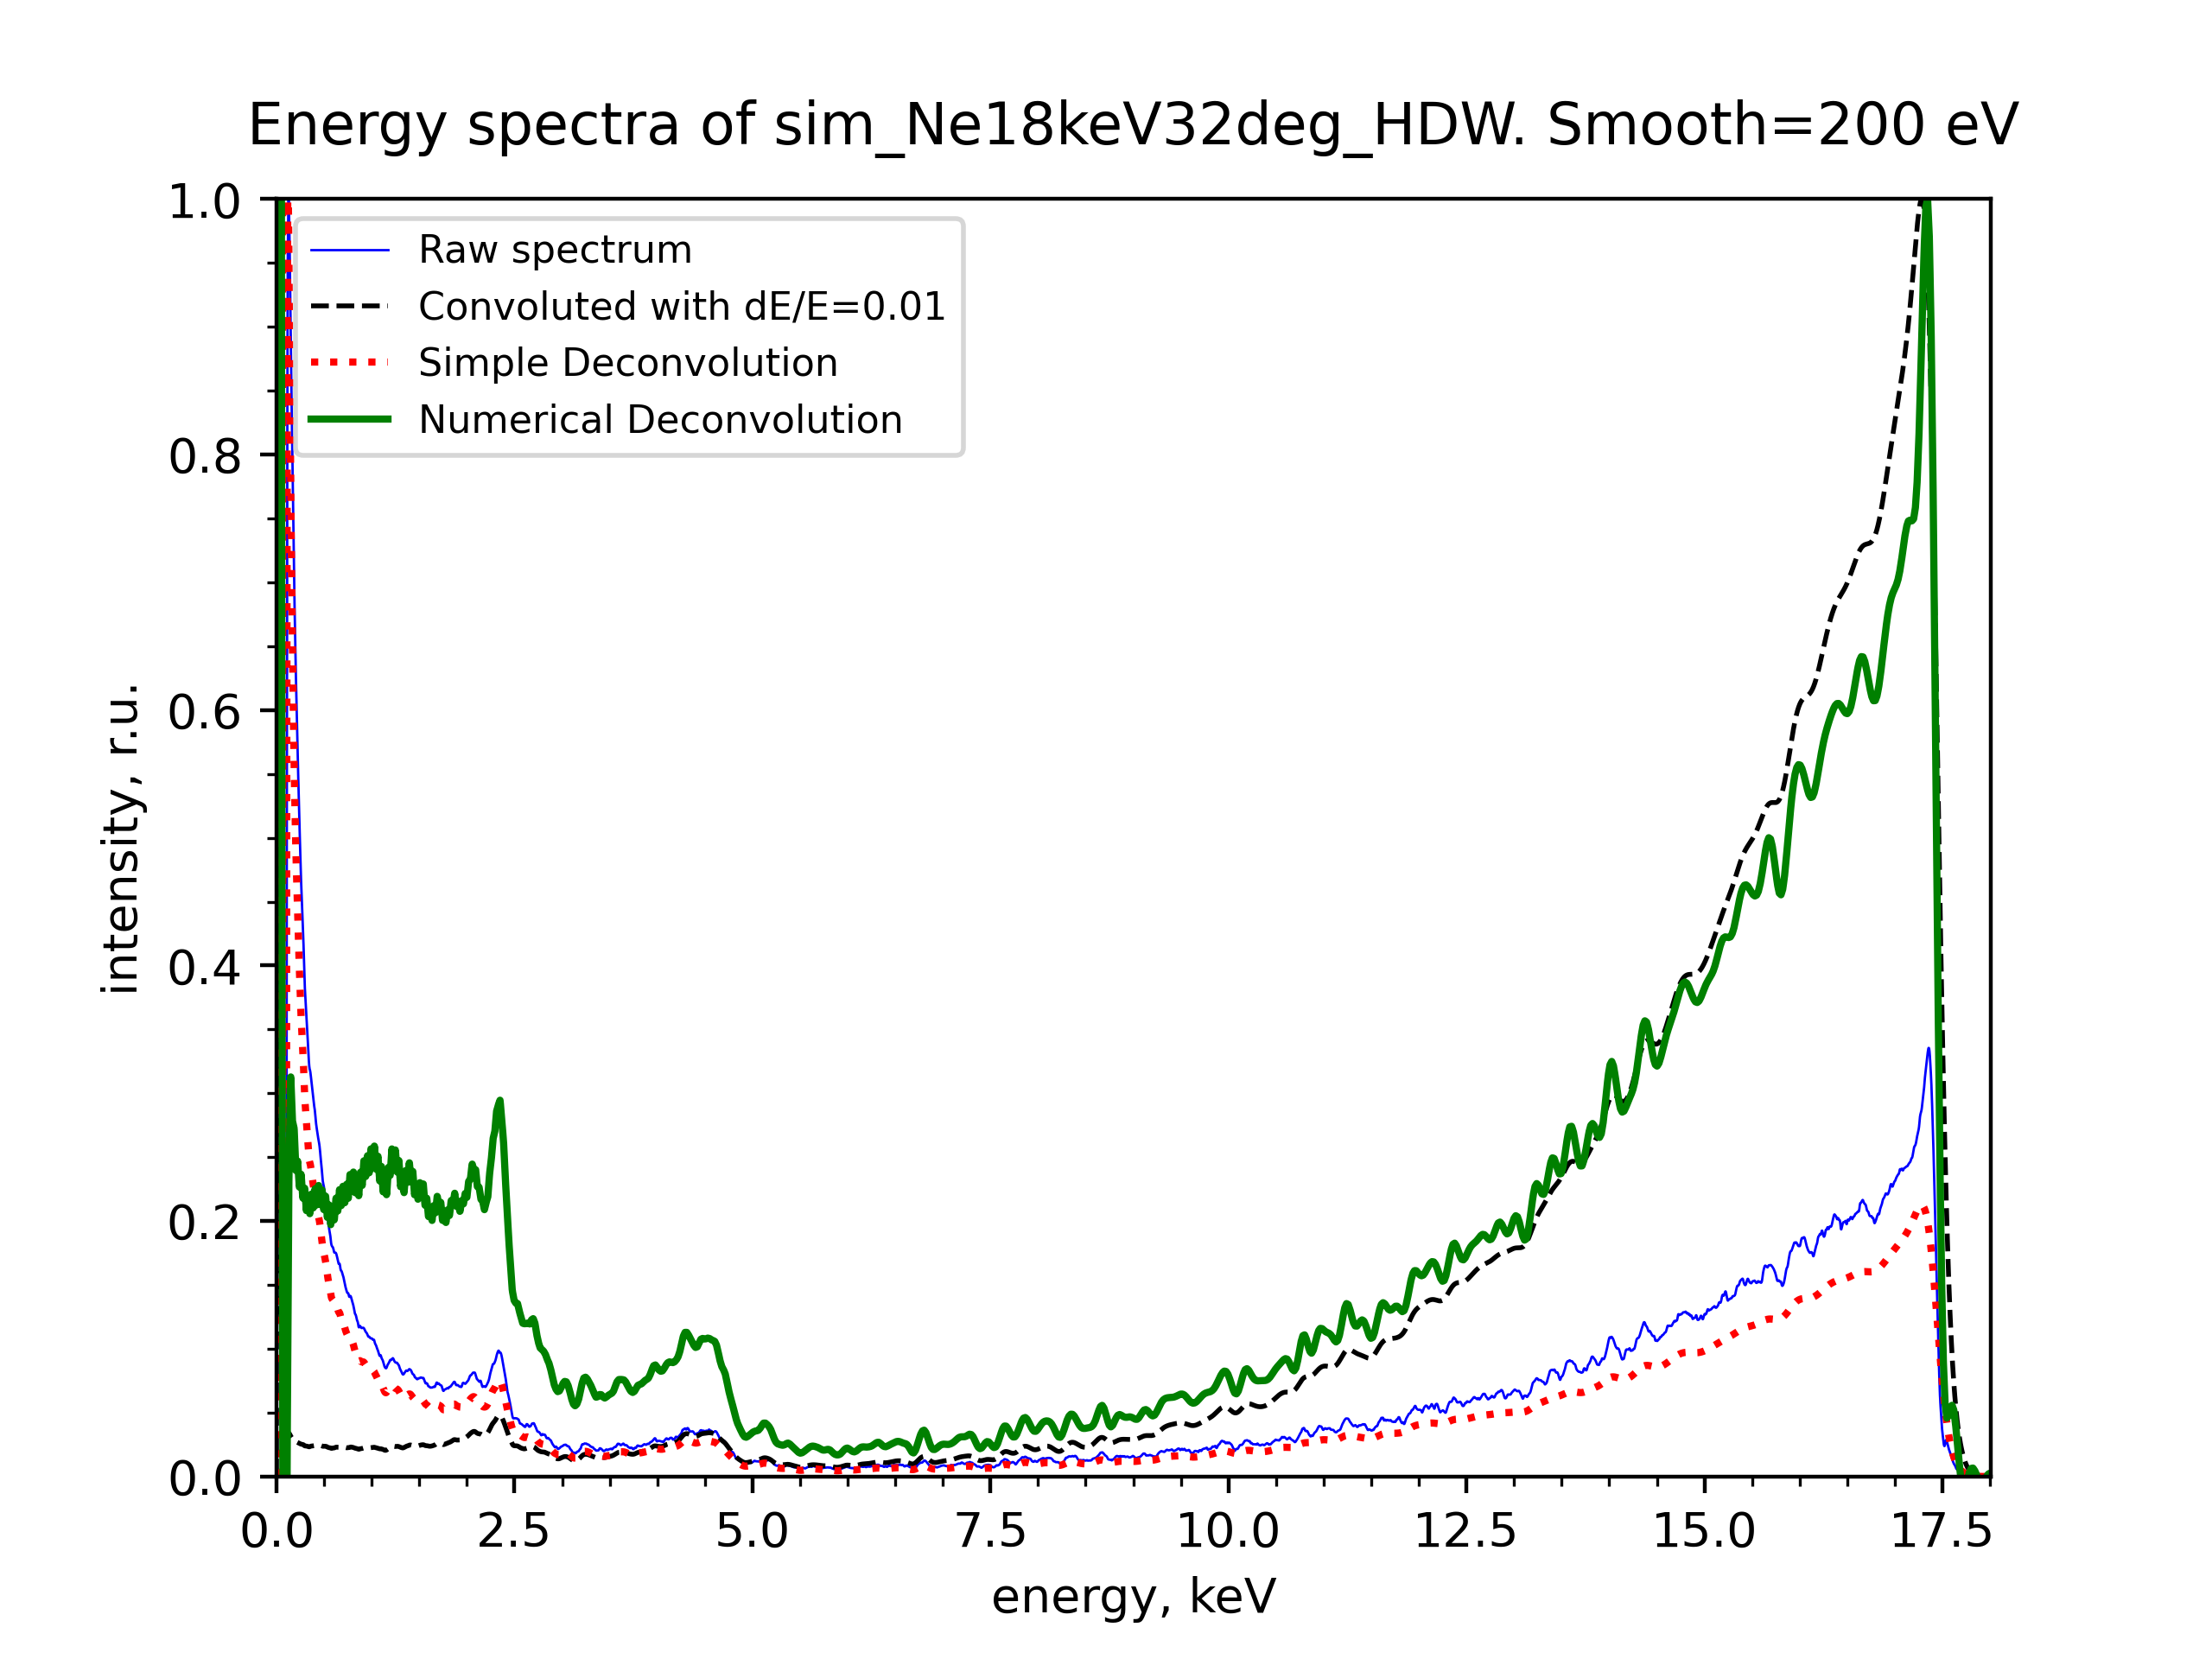 Energy spectra of sim_Ne18keV32deg_HDW. Smooth=200 eV
Raw spectrum
Convoluted with dE/E=0.01
Simple Deconvolution
Numerical Deconvolution
1.0
0.8
0.6
0.4
0.2
0.0
intensity, r.u.
0.0 2.5 5.0 7.5 10.0 12.5 15.0 17.5
energy, keV